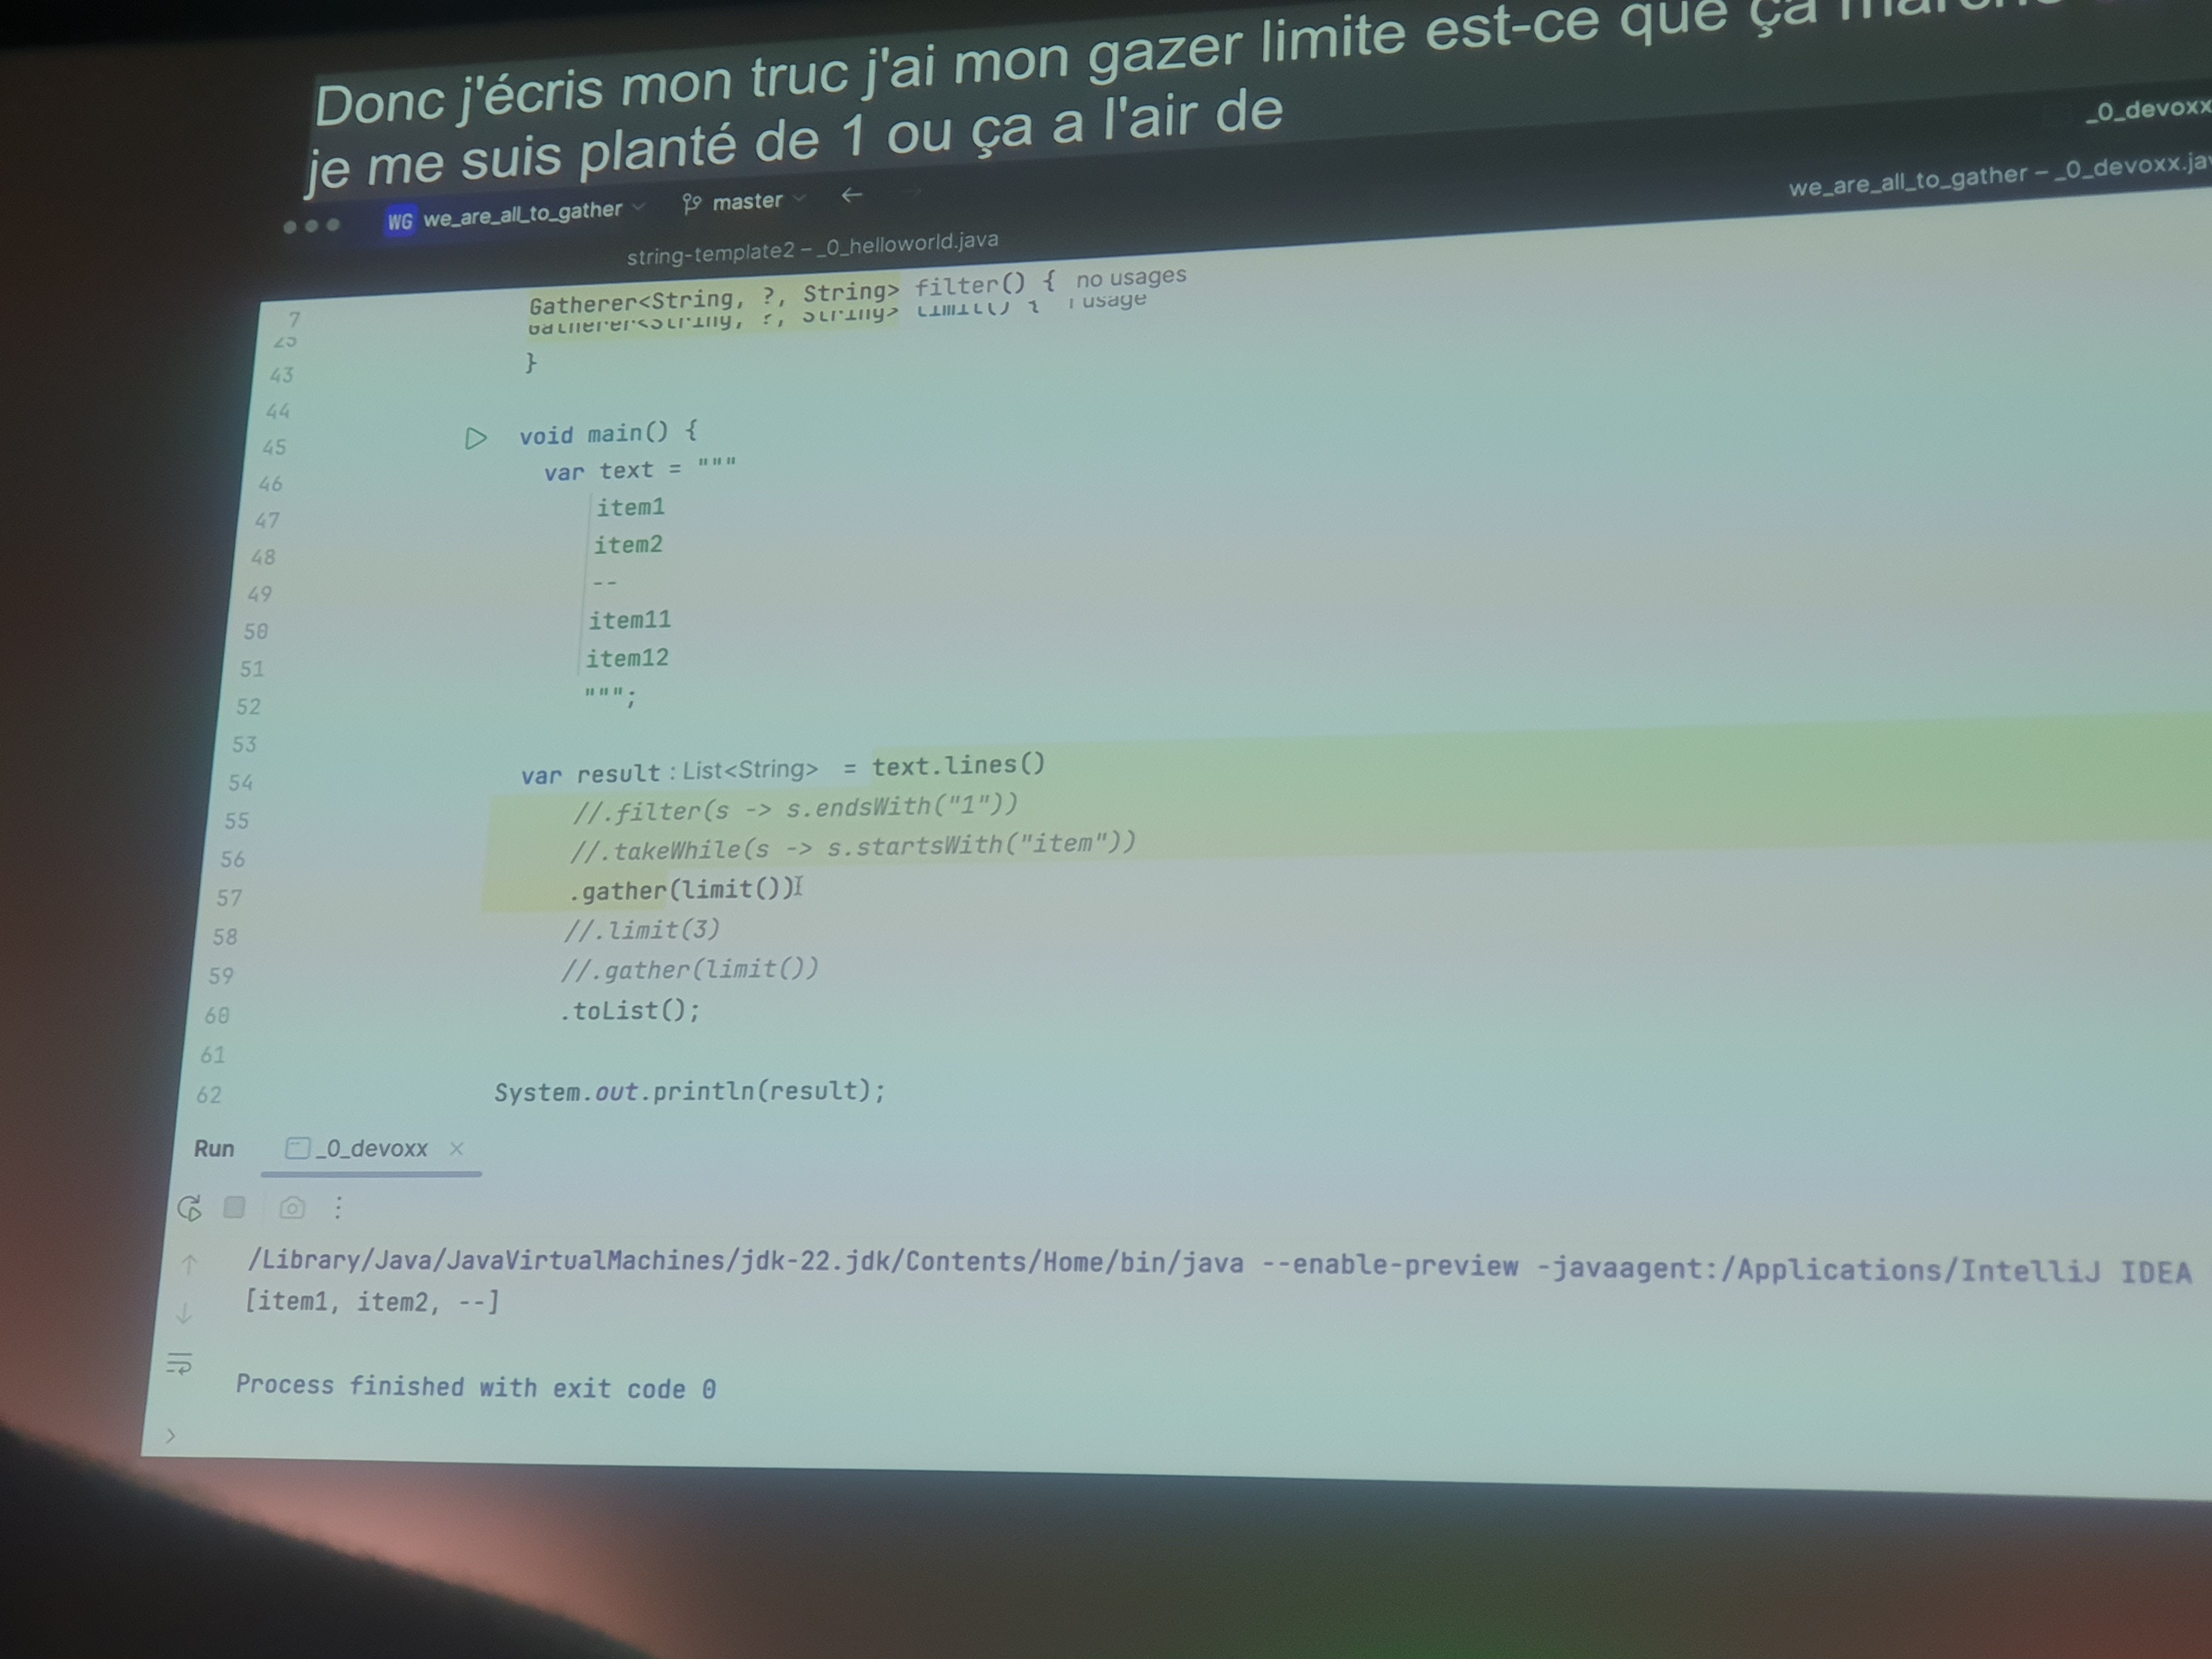 Donc j'écris mon truc j'ai mon gazer limite est-ce que ça
je me suis planté de 1 ou ça a l'air de
_0_devoxx
WG we_are_all_to_gather master
we_are_all_to_gather – _0_devoxx.jav
string-template2 – _0_helloworld.java
7 Gatherer<String, ?, String> filter() { no usages
25 Gatherer<String, ?, String> limit() { 1 usage
43 }
44
45 void main() {
46 var text = """
47 item1
48 item2
49 --
50 item11
51 item12
52 """;
53
54 var result : List<String> = text.lines()
55 //.filter(s -> s.endsWith("1"))
56 //.takeWhile(s -> s.startsWith("item"))
57 .gather(limit())
58 //.limit(3)
59 //.gather(limit())
60 .toList();
61
62 System.out.println(result);
Run _0_devoxx
/Library/Java/JavaVirtualMachines/jdk-22.jdk/Contents/Home/bin/java --enable-preview -javaagent:/Applications/IntelliJ IDEA
[item1, item2, --]
Process finished with exit code 0